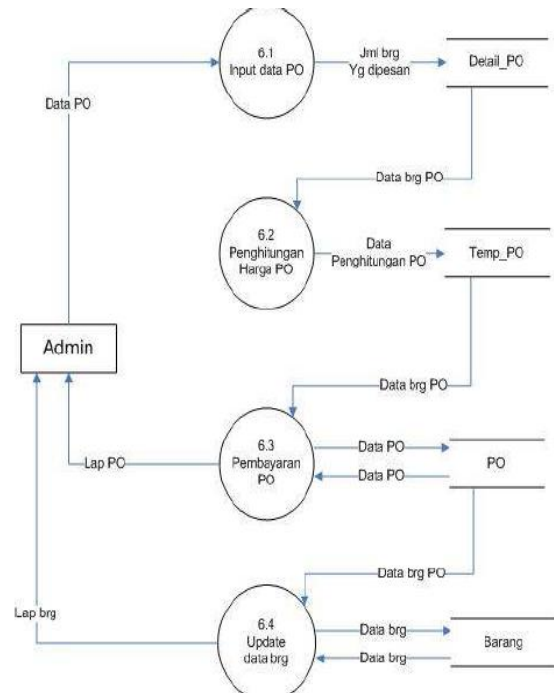 6.1
Input data PO
Jml brg
Yg dipesan
Detail_PO
Data PO
Data brg PO
6.2
Penghitungan
Harga PO
Data
Penghitungan PO
Temp_PO
Admin
Data brg PO
6.3
Pembayaran
PO
Data PO
Data PO
PO
Lap PO
Data brg PO
6.4
Update
data brg
Data brg
Data brg
Barang
Lap brg